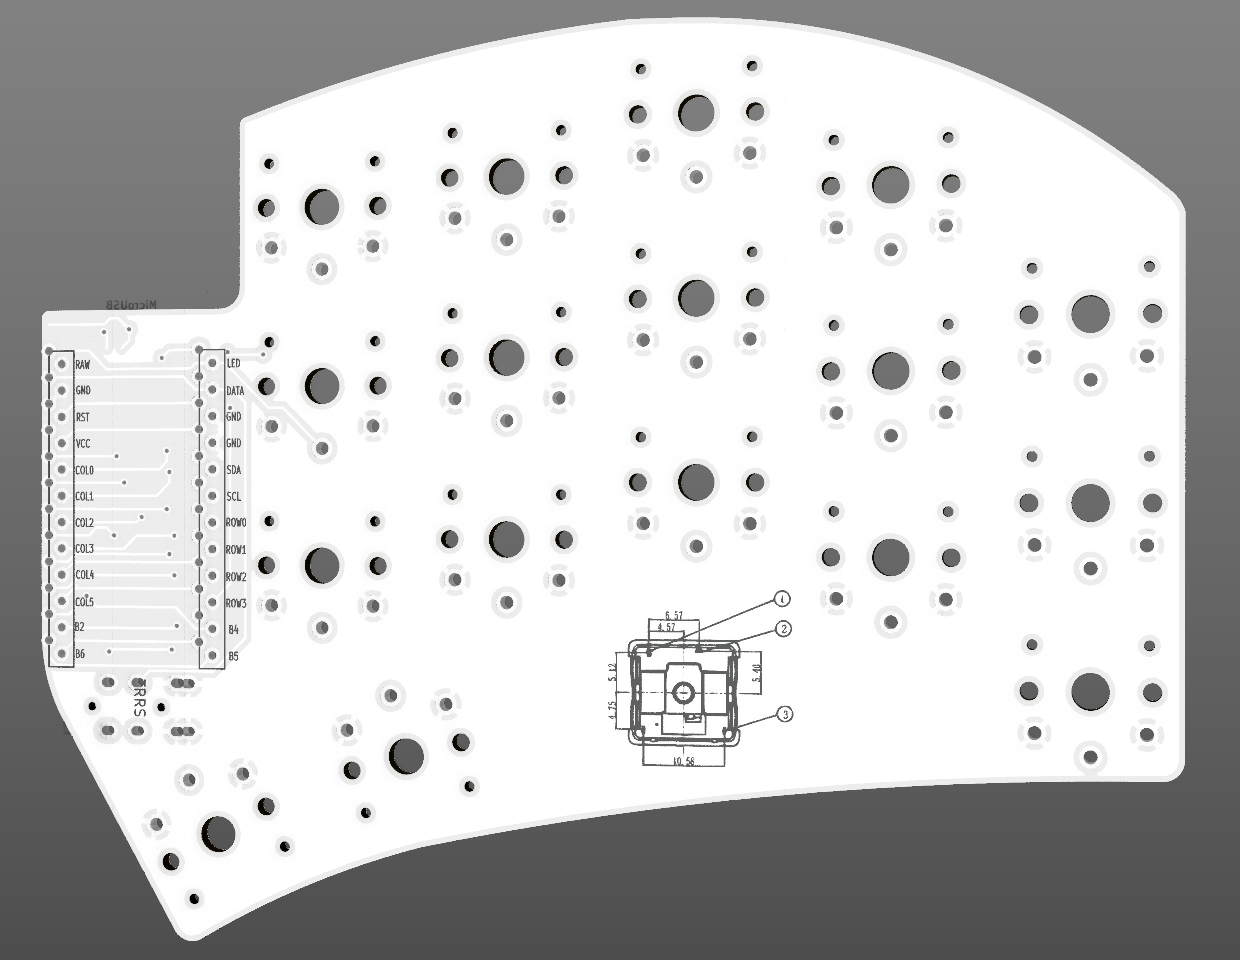 MicroUSB
RAW
GND
RST
VCC
COL0
COL1
COL2
COL3
COL4
COL5
B2
B6
LED
DATA
GND
GND
SDA
SCL
ROW0
ROW1
ROW2
ROW3
B4
B5
TRRS
1
2
3
6.57
4.57
5.12
4.75
5.40
10.56